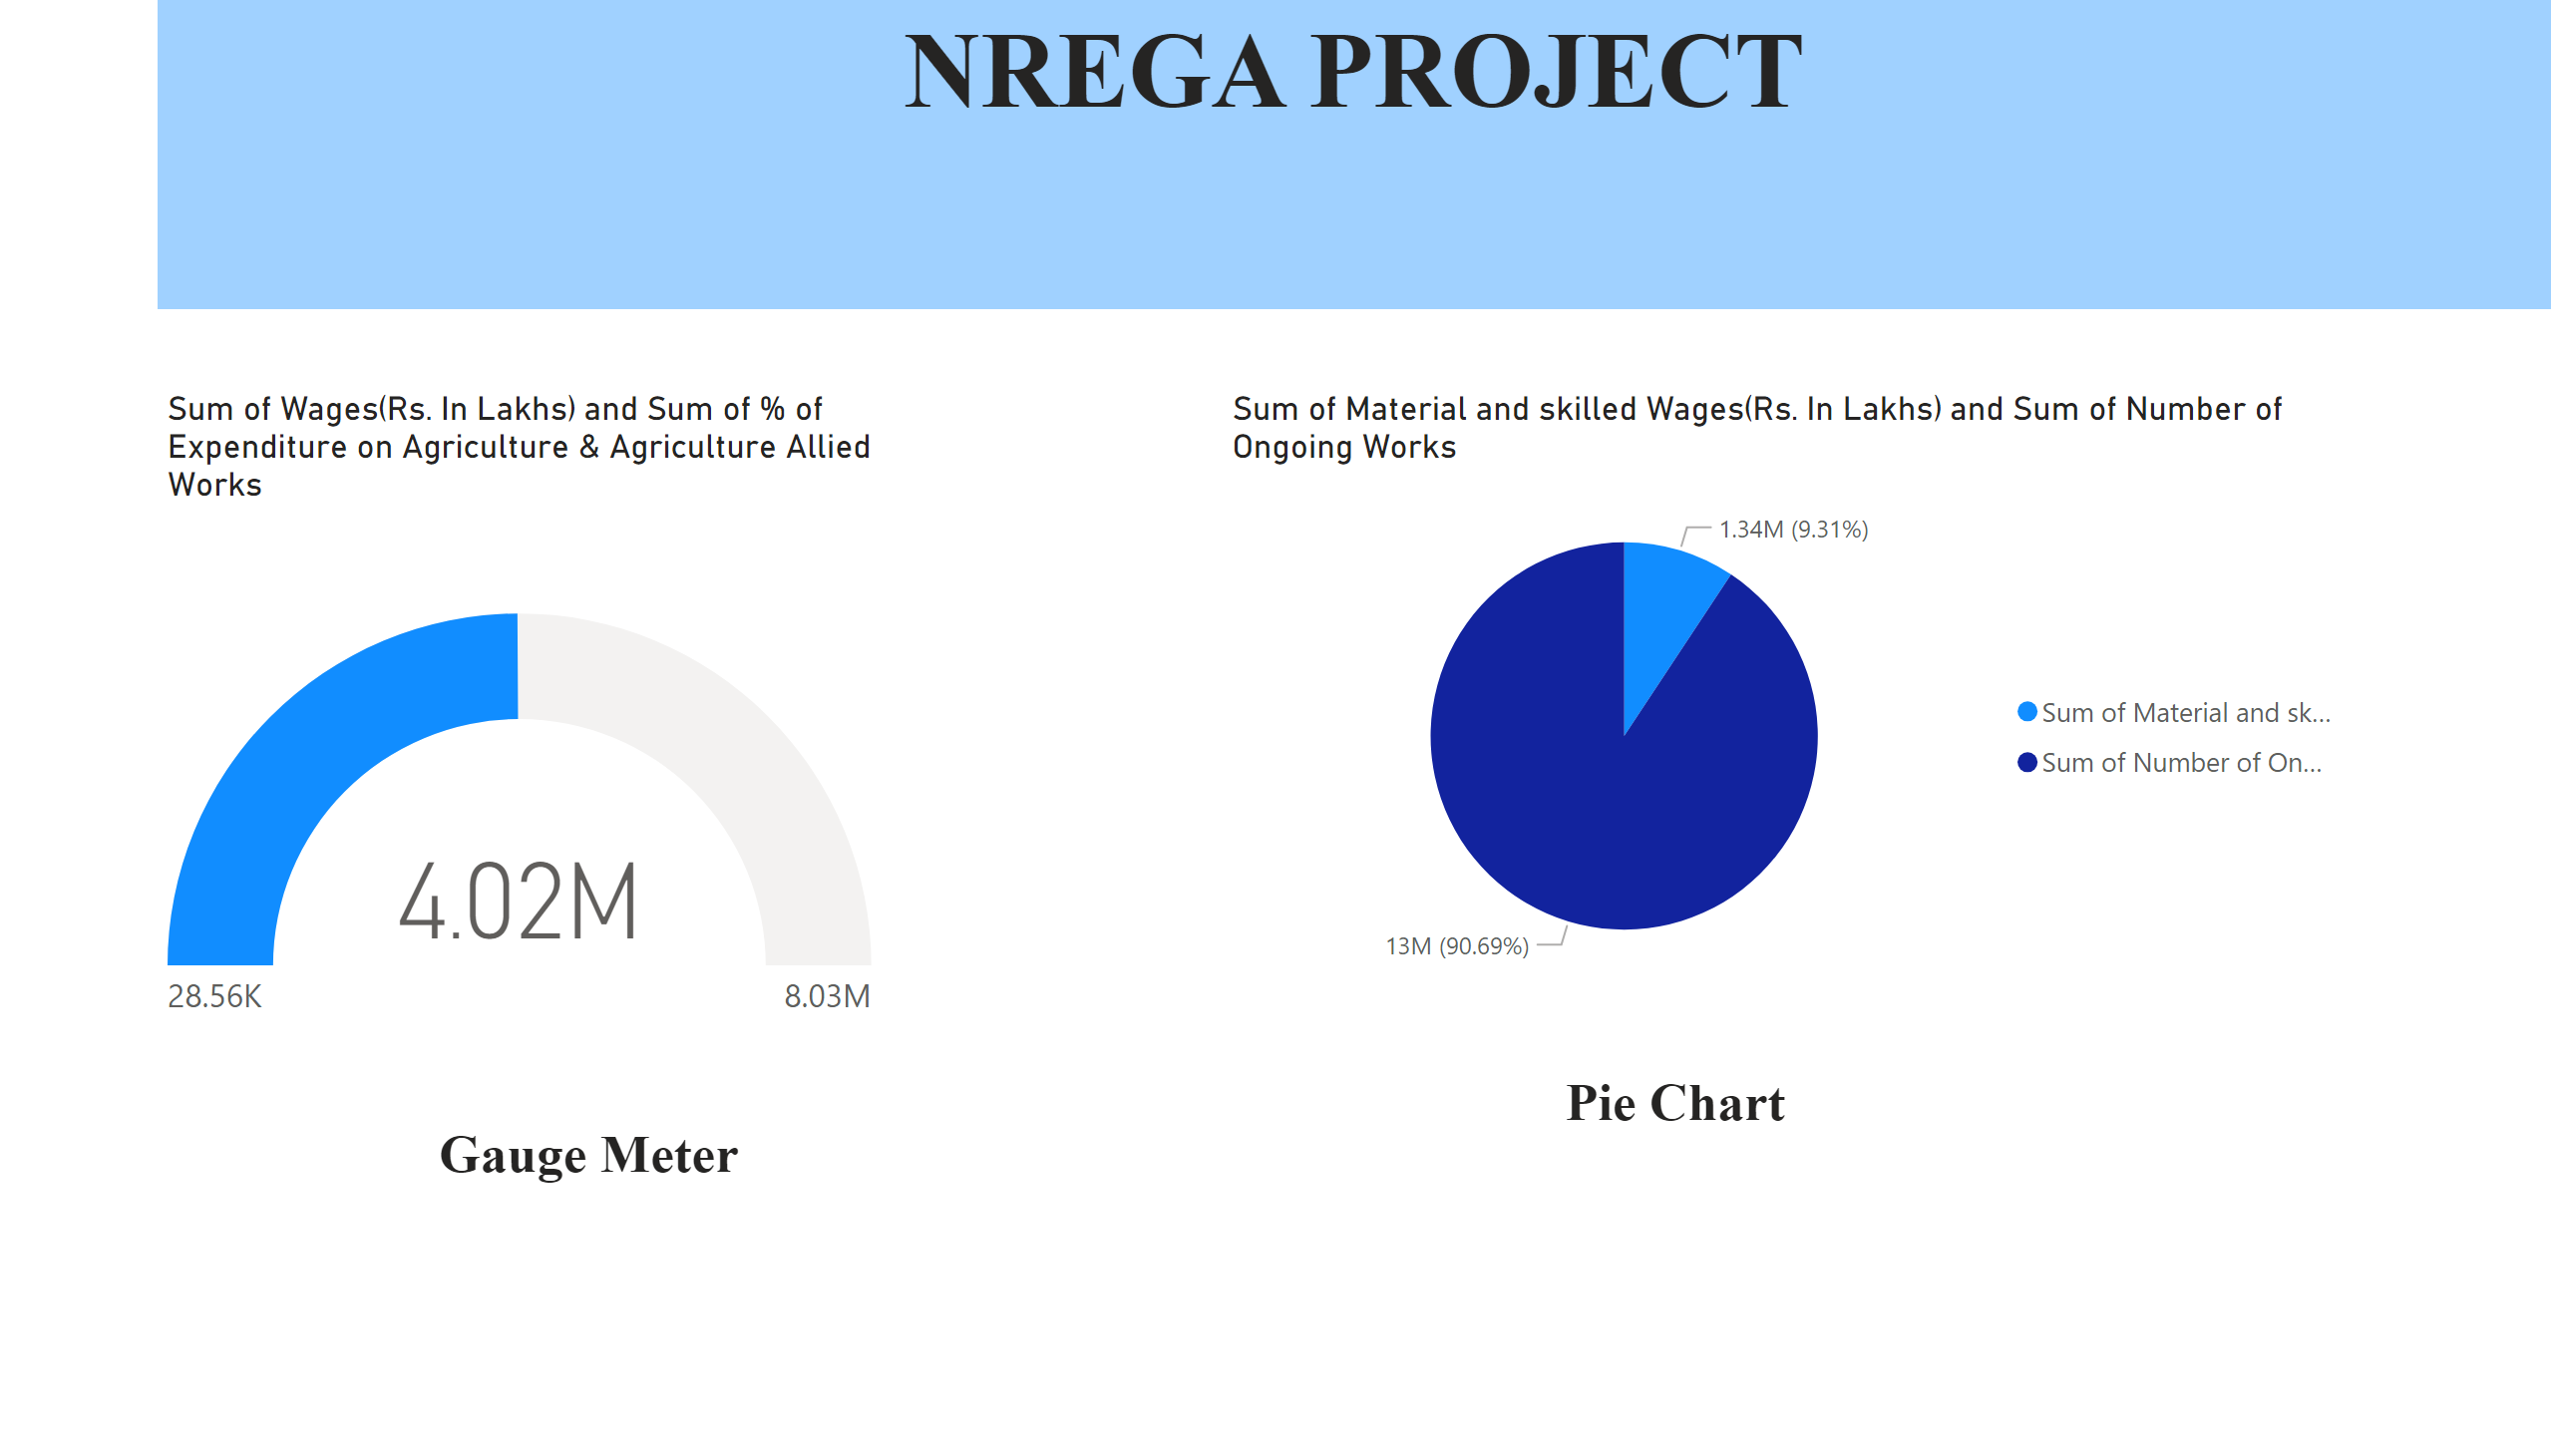 NREGA PROJECT
Sum of Wages(Rs. In Lakhs) and Sum of % of
Expenditure on Agriculture & Agriculture Allied
Works
4.02M
28.56K
8.03M
Gauge Meter
Sum of Material and skilled Wages(Rs. In Lakhs) and Sum of Number of
Ongoing Works
1.34M (9.31%)
13M (90.69%)
Sum of Material and sk...
Sum of Number of On...
Pie Chart